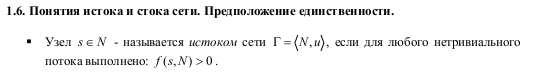 1.6. Понятия истока и стока сети. Предположение единственности.
▪ Узел s ∈ N - называется истоком сети Γ = ⟨N, u⟩, если для любого нетривиального
потока выполнено: f(s, N) > 0.